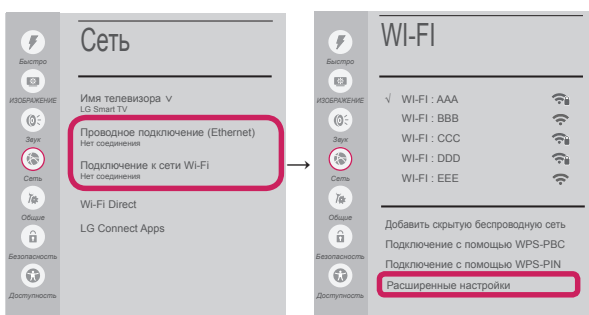 Сеть
Быстро
ИЗОБРАЖЕНИЕ
Звук
Сеть
Общие
Безопасность
Доступность
Имя телевизора ˅
LG Smart TV
Проводное подключение (Ethernet)
Нет соединения
Подключение к сети Wi-Fi
Нет соединения
Wi-Fi Direct
LG Connect Apps
→
WI-FI
Быстро
ИЗОБРАЖЕНИЕ
Звук
Сеть
Общие
Безопасность
Доступность
√ WI-FI : AAA
WI-FI : BBB
WI-FI : CCC
WI-FI : DDD
WI-FI : EEE
Добавить скрытую беспроводную сеть
Подключение с помощью WPS-PBC
Подключение с помощью WPS-PIN
Расширенные настройки